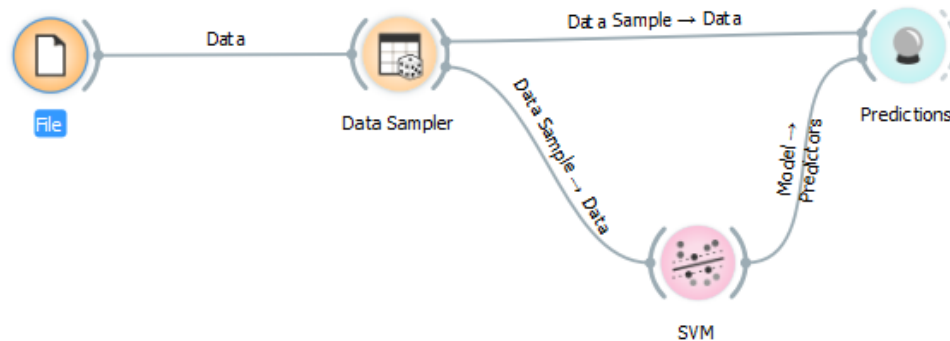 Data
Data Sample → Data
File
Data Sampler
Predictions
Data Sample → Data
Model →
Predictors
SVM